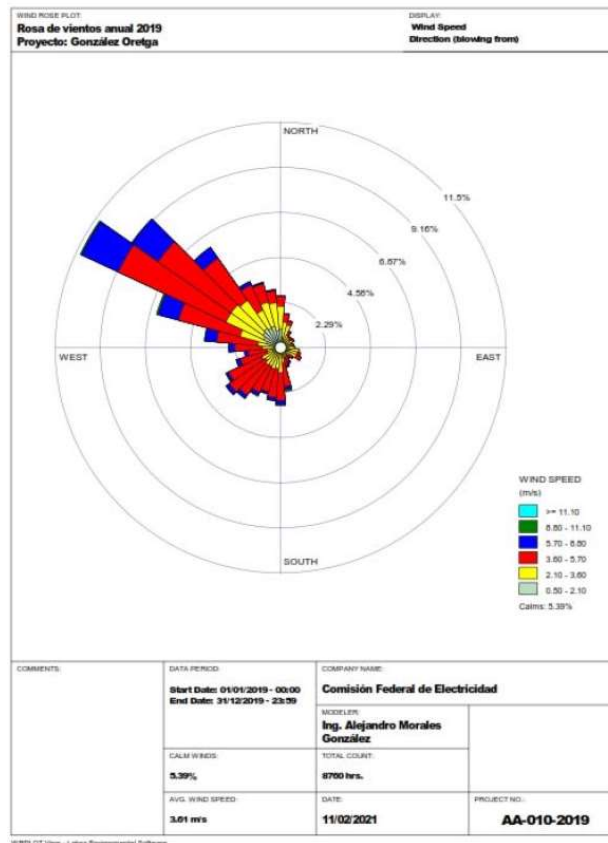 WIND ROSE PLOT:
Rosa de vientos anual 2019
Proyecto: González Oretga
DISPLAY:
Wind Speed
Direction (blowing from)
NORTH
11.5%
9.16%
6.87%
4.58%
2.29%
WEST
EAST
SOUTH
WIND SPEED
(m/s)
>= 11.10
8.80 - 11.10
5.70 - 8.80
3.60 - 5.70
2.10 - 3.60
0.50 - 2.10
Calms: 5.39%
COMMENTS:
DATA PERIOD:
Start Date: 01/01/2019 - 00:00
End Date: 31/12/2019 - 23:59
COMPANY NAME:
Comisión Federal de Electricidad
MODELER:
Ing. Alejandro Morales
González
CALM WINDS:
5.39%
TOTAL COUNT:
8760 hrs.
AVG. WIND SPEED:
3.61 m/s
DATE:
11/02/2021
PROJECT NO.:
AA-010-2019
WRPLOT View - Lakes Environmental Software